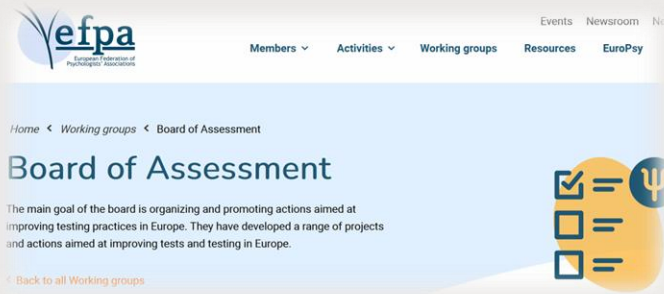 efpa
European Federation of
Psychologists' Associations
Events Newsroom
Members Activities Working groups Resources EuroPsy
Home < Working groups < Board of Assessment
Board of Assessment
The main goal of the board is organizing and promoting actions aimed at
improving testing practices in Europe. They have developed a range of projects
and actions aimed at improving tests and testing in Europe.
< Back to all Working groups
ψ